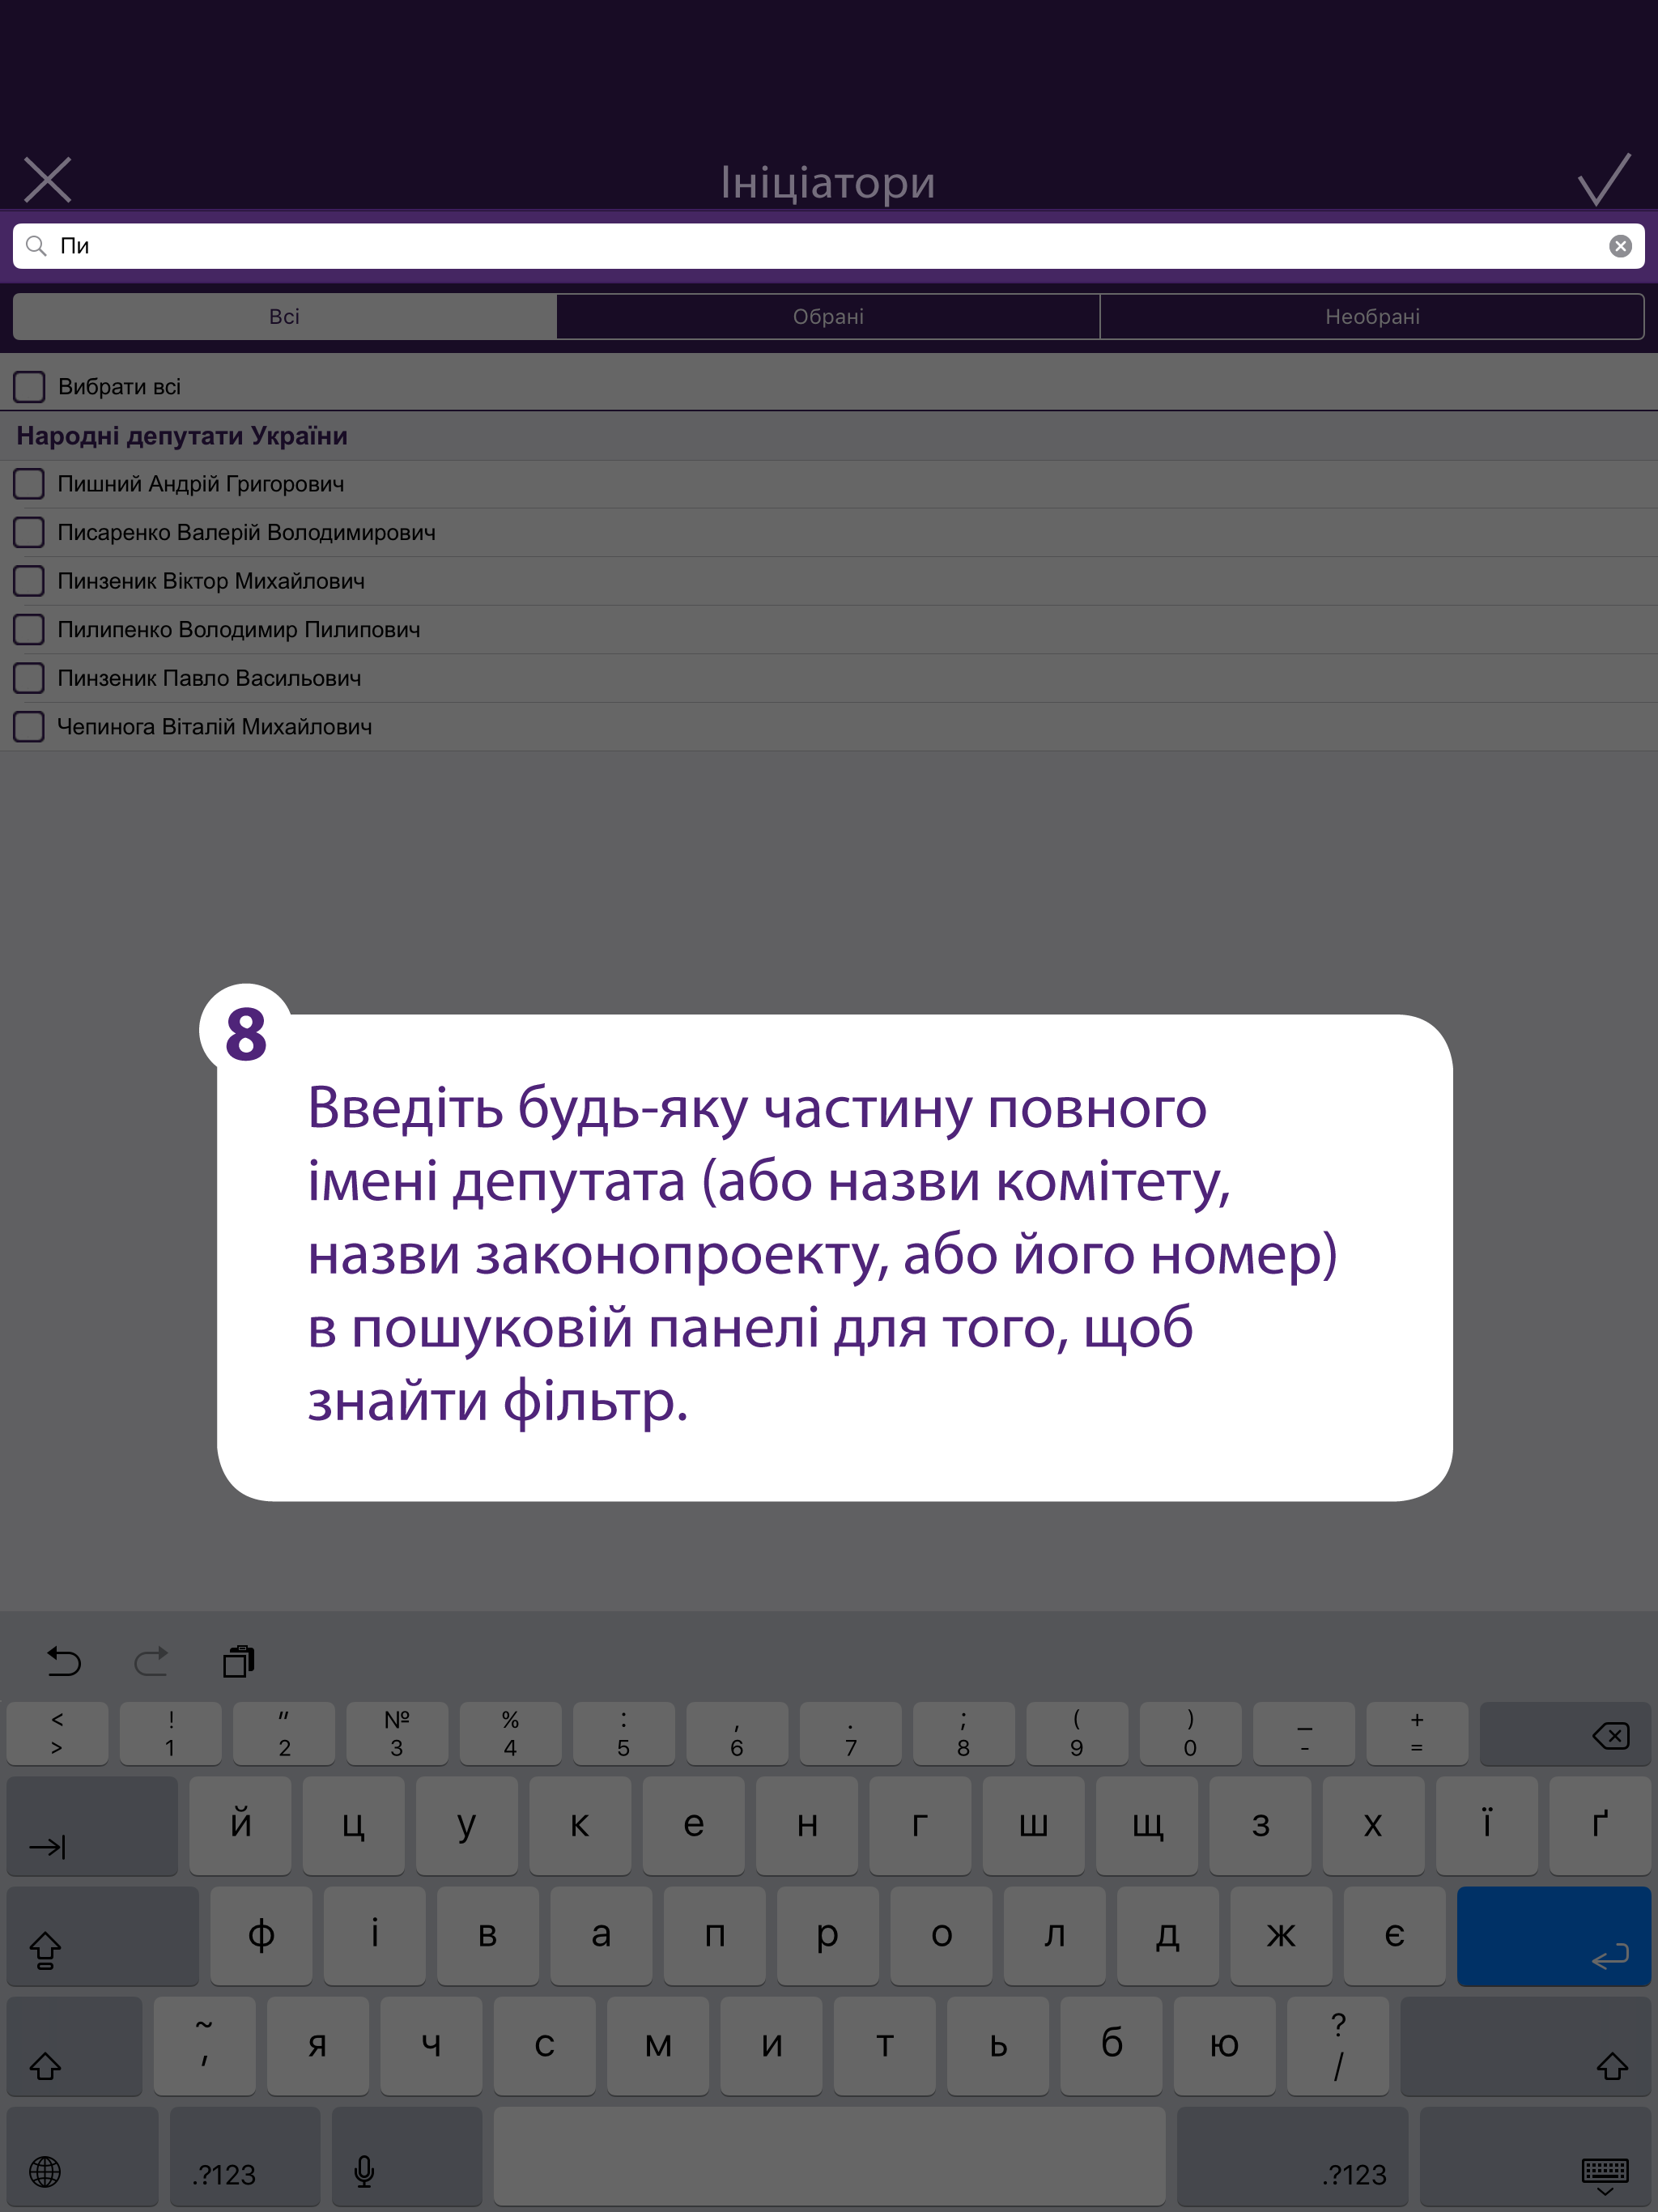 Ініціатори
Пи
Всі
Обрані
Необрані
Вибрати всі
Народні депутати України
Пишний Андрій Григорович
Писаренко Валерій Володимирович
Пинзеник Віктор Михайлович
Пилипенко Володимир Пилипович
Пинзеник Павло Васильович
Чепинога Віталій Михайлович
8
Введіть будь-яку частину повного
імені депутата (або назви комітету,
назви законопроекту, або його номер)
в пошуковій панелі для того, щоб
знайти фільтр.
< ! " № % : , . ; ( ) _ +
> 1 2 3 4 5 6 7 8 9 0 - =
й ц у к е н г ш щ з х ї ґ
ф і в а п р о л д ж є
~ ?
' я ч с м и т ь б ю /
.?123 .?123